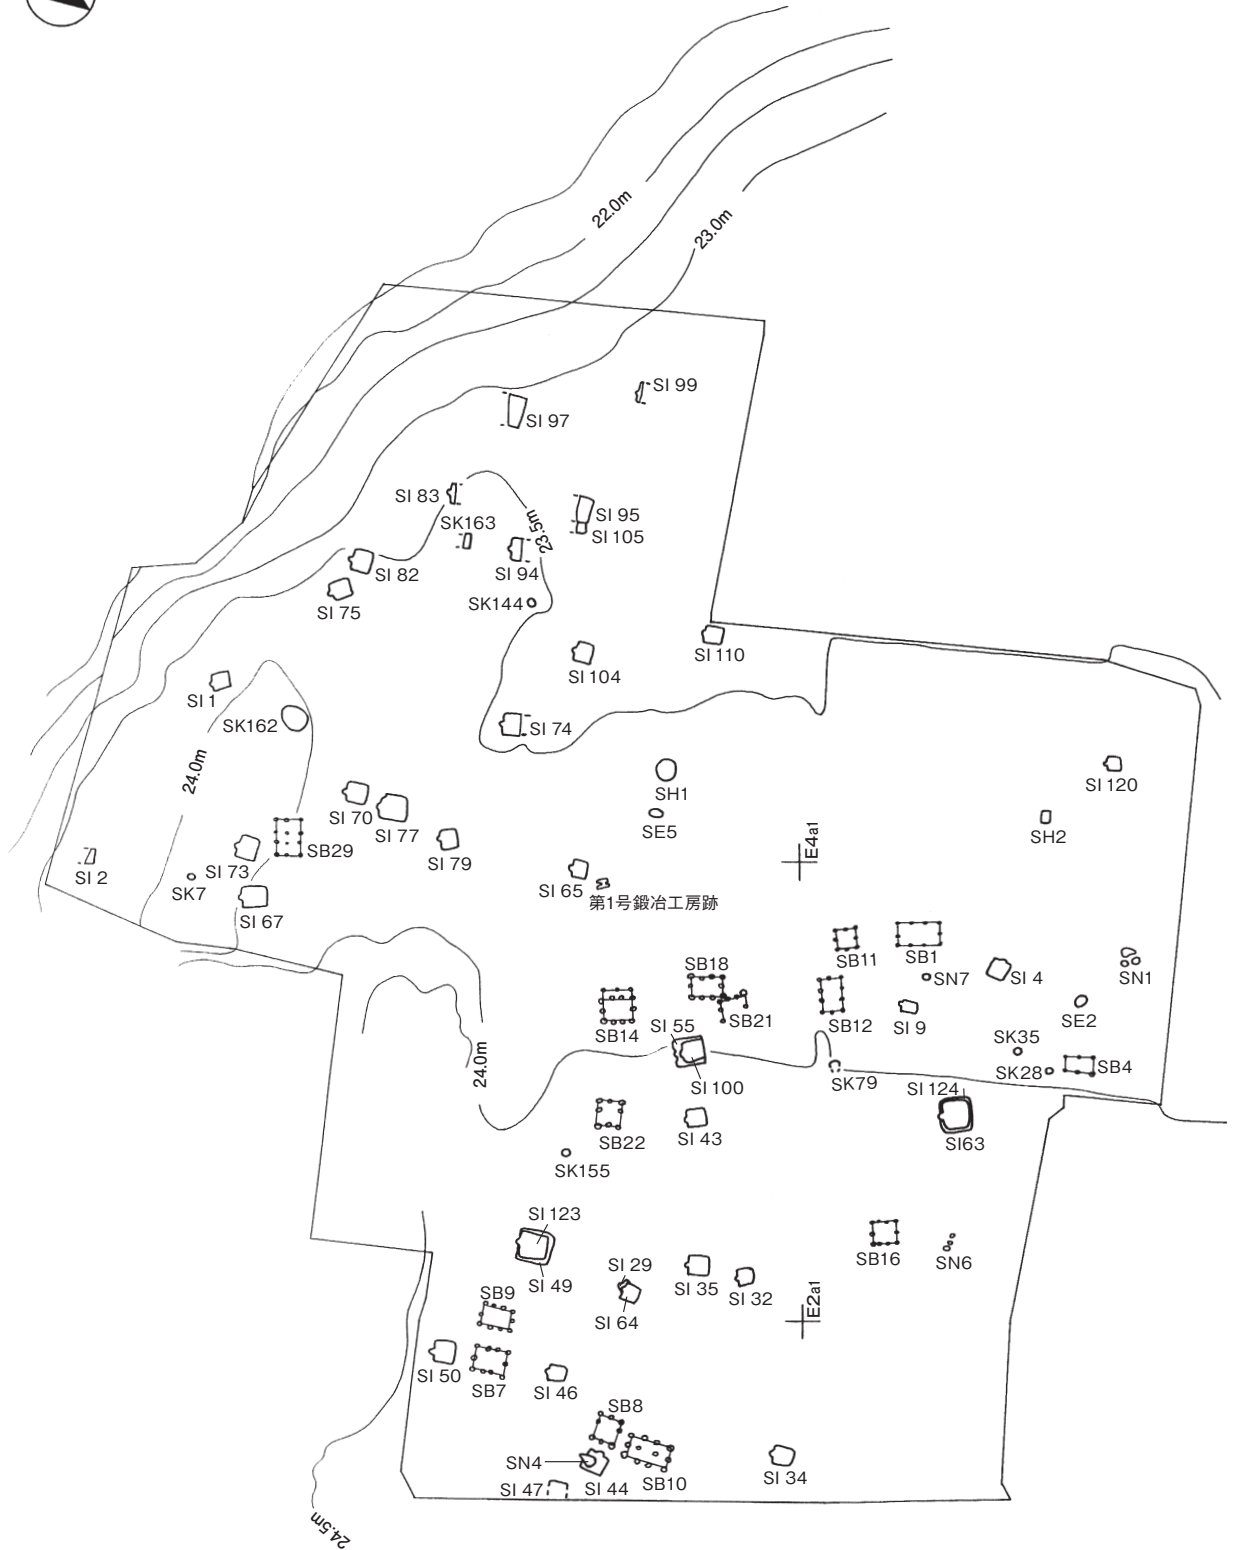 22.0m
23.0m
SI 99
SI 97
SI 83
SI 95
SK163
23.5m
SI 105
SI 82
SI 94
SI 75
SK144
SI 110
SI 104
SI 1
SK162
SI 74
24.0m
SH1
SI 120
SI 70
SE5
SI 77
SH2
E4a1
SB29
SI 79
SI 73
SI 2
SI 65
SK7
第1号鍛冶工房跡
SI 67
SB11
SB1
SB18
SN7
SI 4
SN1
SB14
SI 55
SB21
SB12
SI 9
SE2
SK35
24.0m
SK28
SB4
SI 100
SK79
SI 124
SB22
SI 43
SI63
SK155
SI 123
SB16
SN6
SI 29
SI 49
SI 35
SI 32
SB9
E2a1
SI 64
SI 50
SB7
SI 46
SB8
SN4
SI 47
SI 44
SB10
SI 34
24.5m